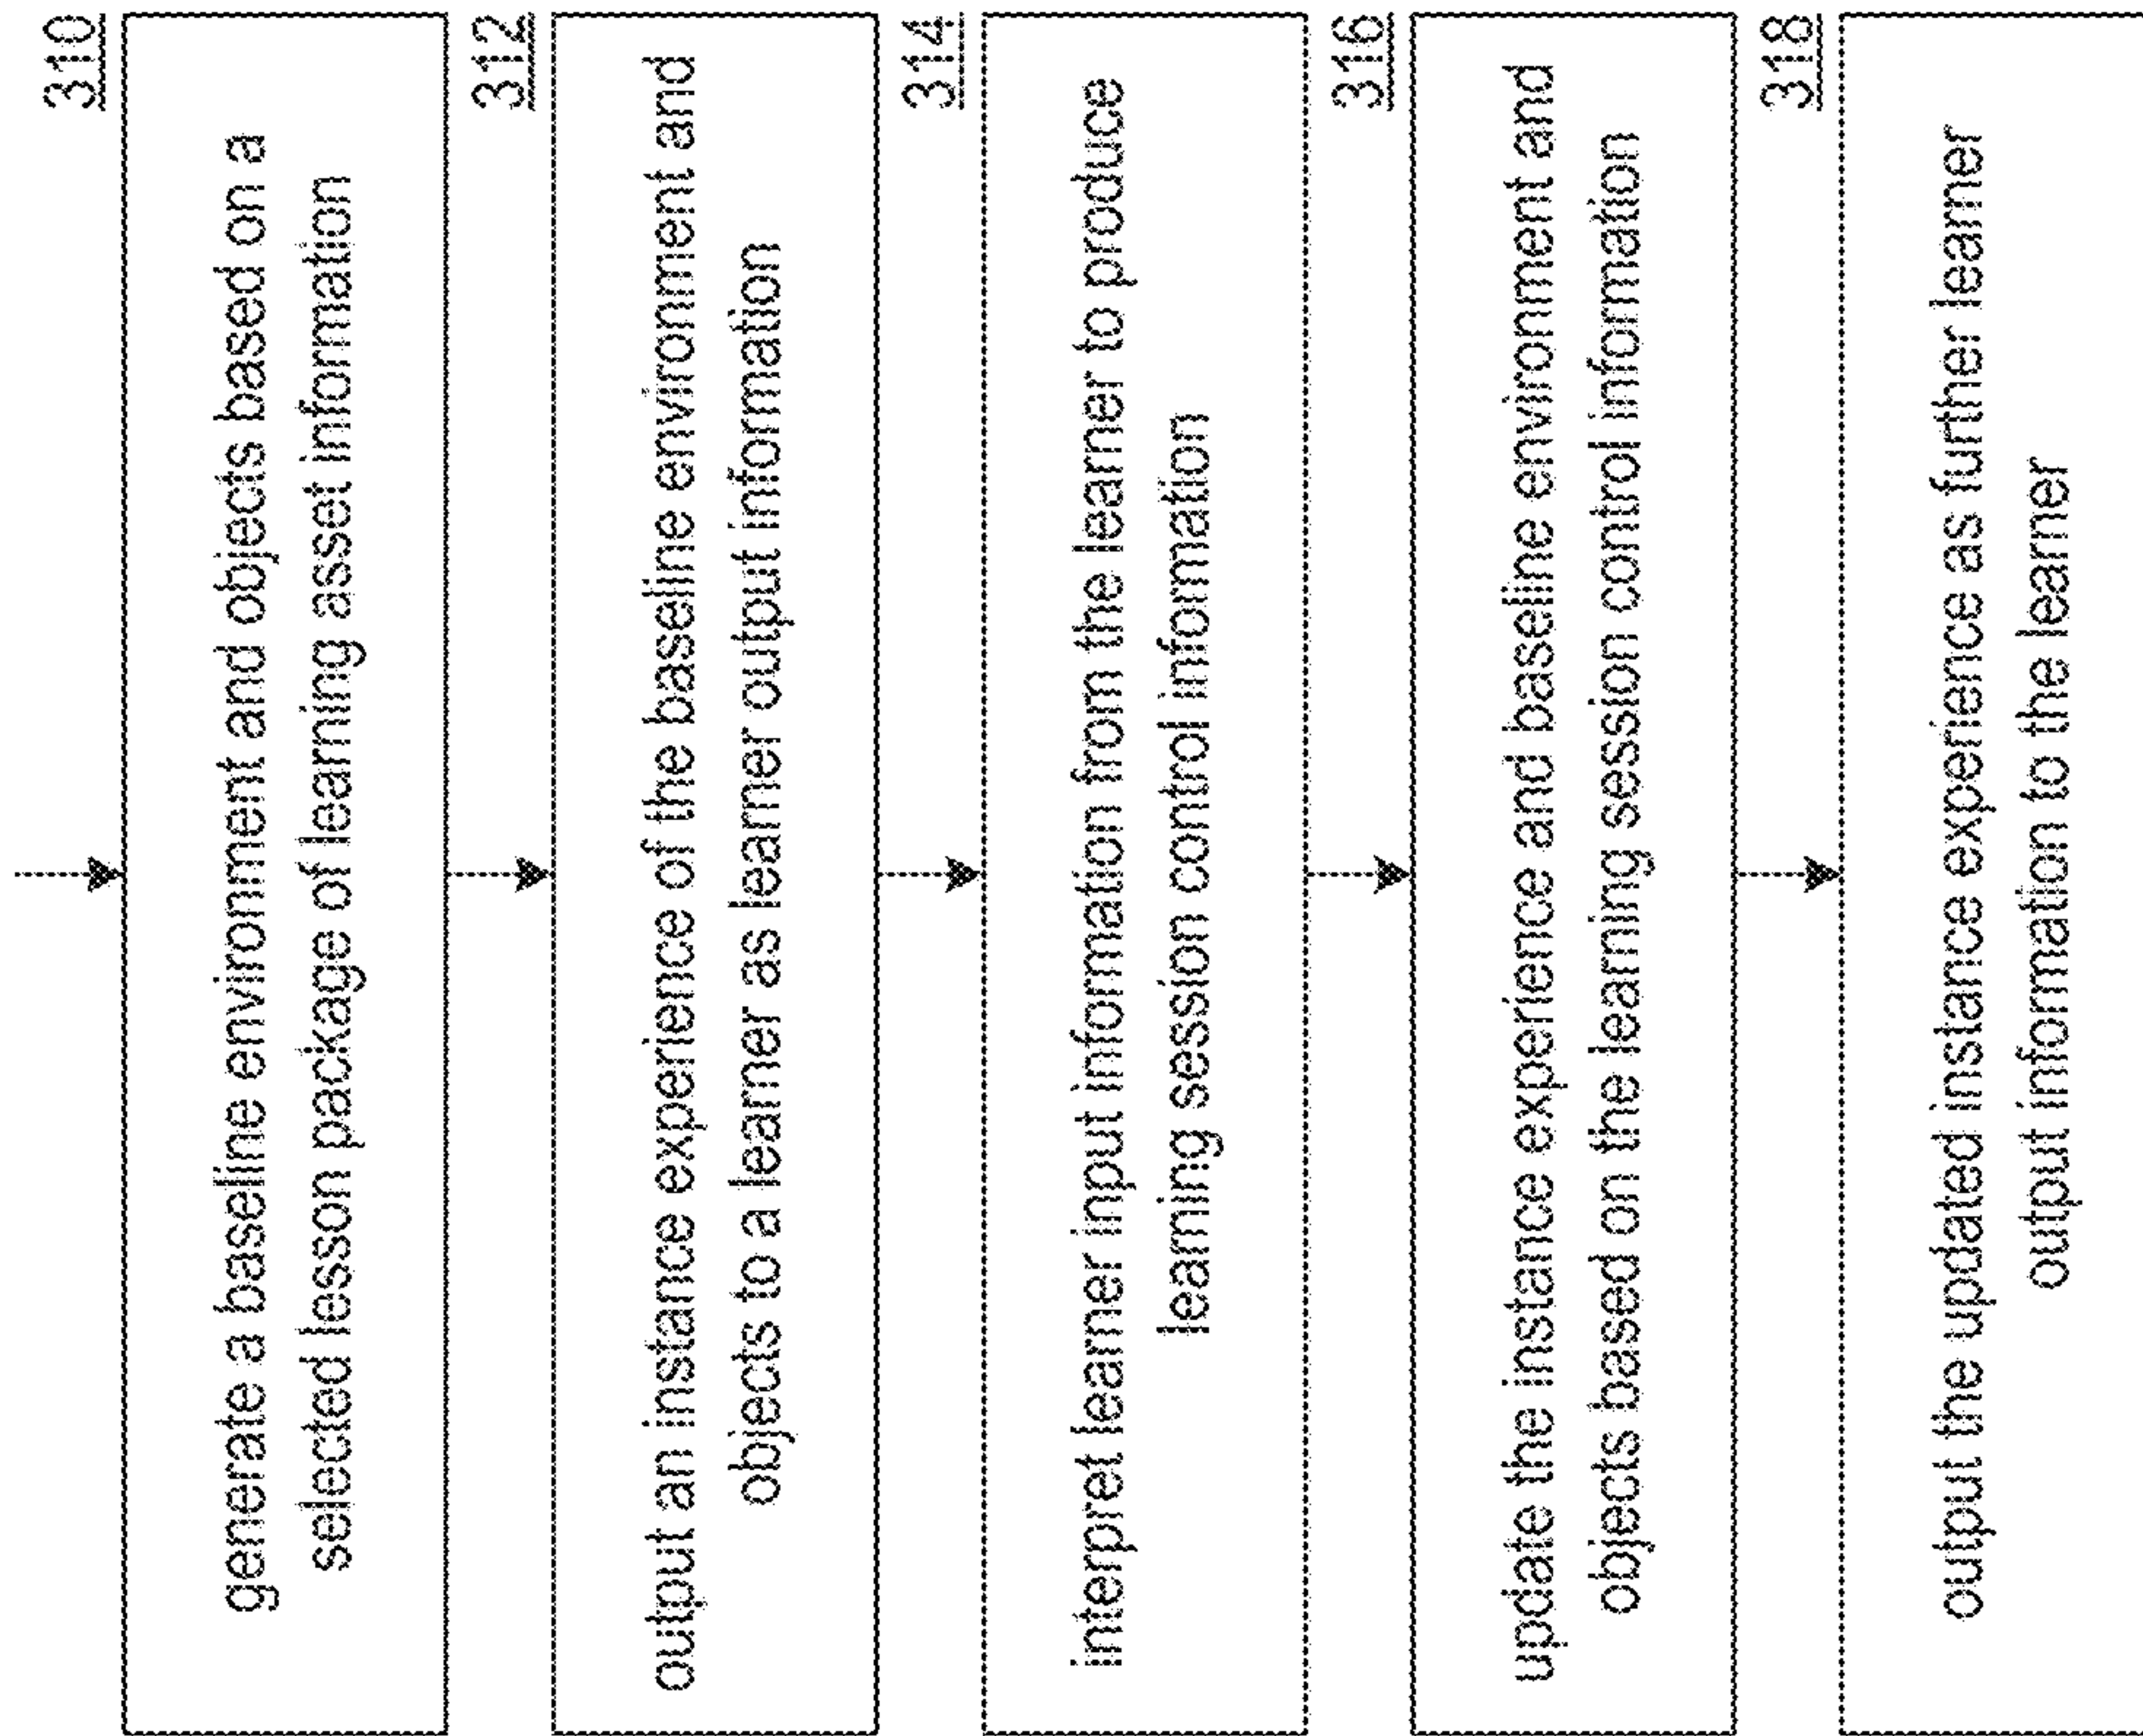 310
generate a baseline environment and objects based on a
selected lesson package of learning asset information
312
output an instance experience of the baseline environment and
objects to a learner as learner output information
314
interpret learner input information from the learner to produce
learning session control information
316
update the instance experience and baseline environment and
objects based on the learning session control information
318
output the updated instance experience as further learner
output information to the learner